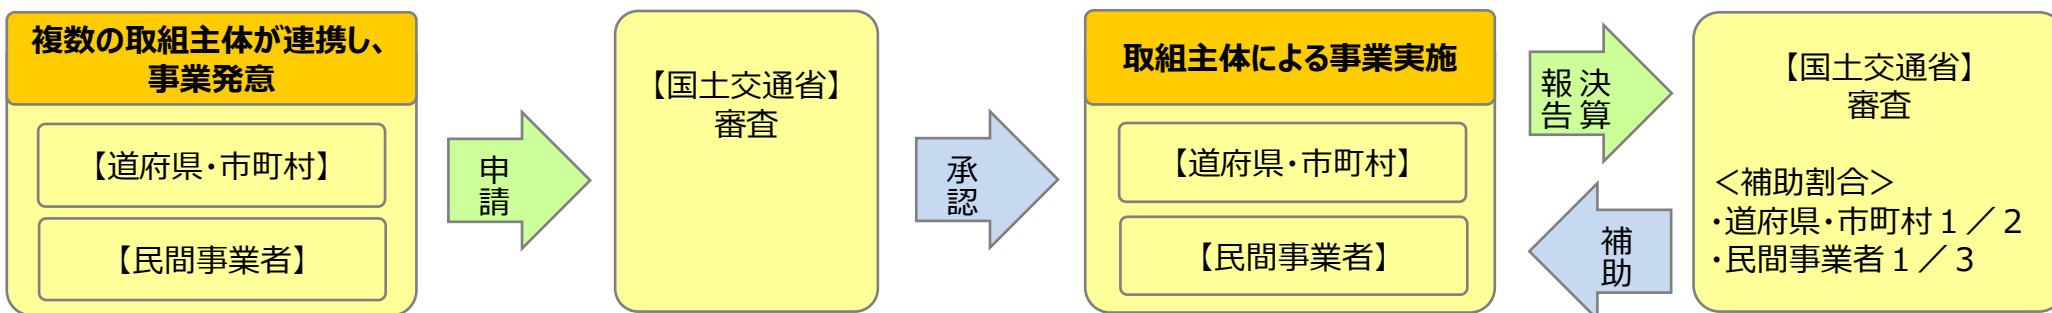 複数の取組主体が連携し、
事業発意
【道府県・市町村】
【民間事業者】
申請
【国土交通省】
審査
承認
取組主体による事業実施
【道府県・市町村】
【民間事業者】
決算
報告
補助
【国土交通省】
審査
＜補助割合＞
・道府県・市町村１／２
・民間事業者１／３